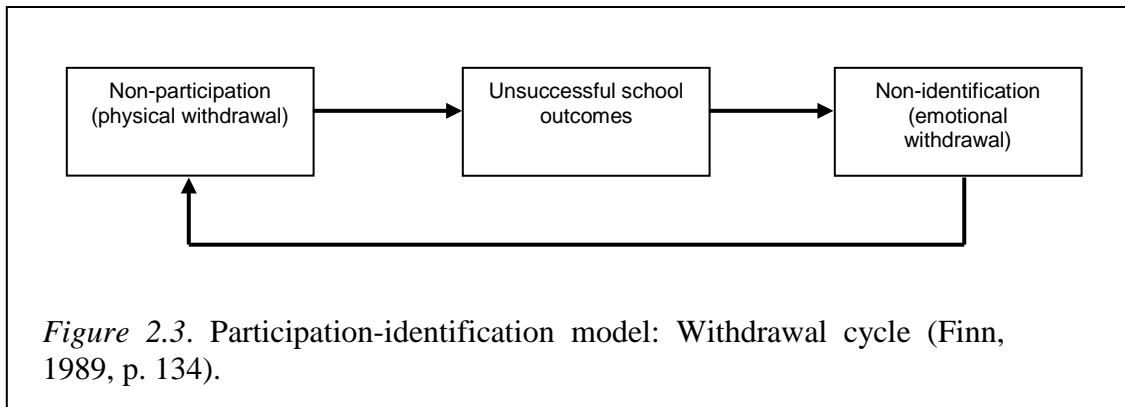 Non-participation
(physical withdrawal)
Unsuccessful school
outcomes
Non-identification
(emotional
withdrawal)
Figure 2.3. Participation-identification model: Withdrawal cycle (Finn,
1989, p. 134).